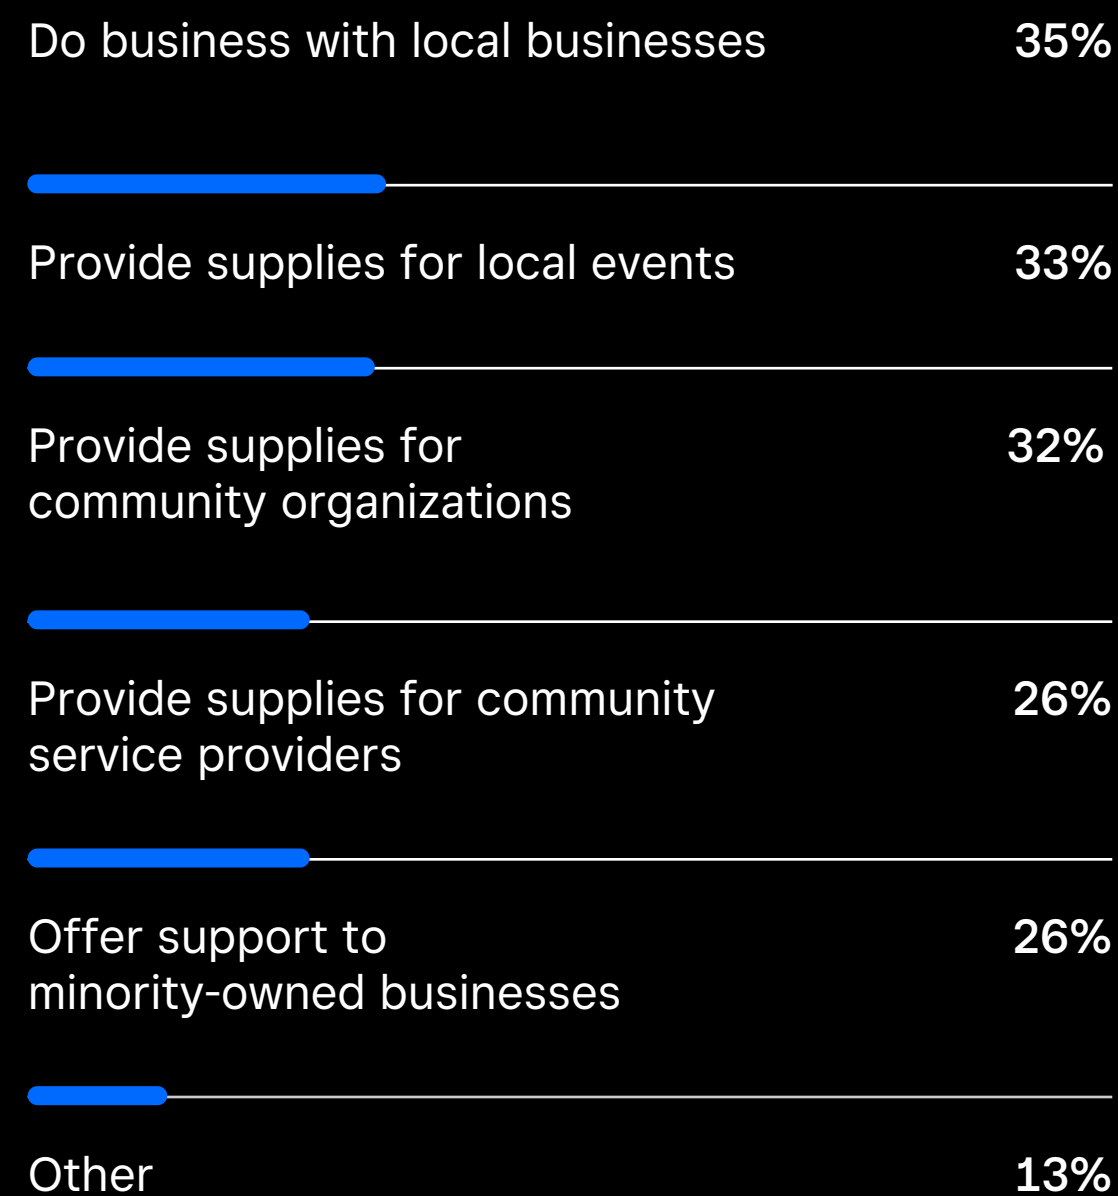 Do business with local businesses 35%
Provide supplies for local events 33%
Provide supplies for 32%
community organizations
Provide supplies for community 26%
service providers
Offer support to 26%
minority-owned businesses
Other 13%